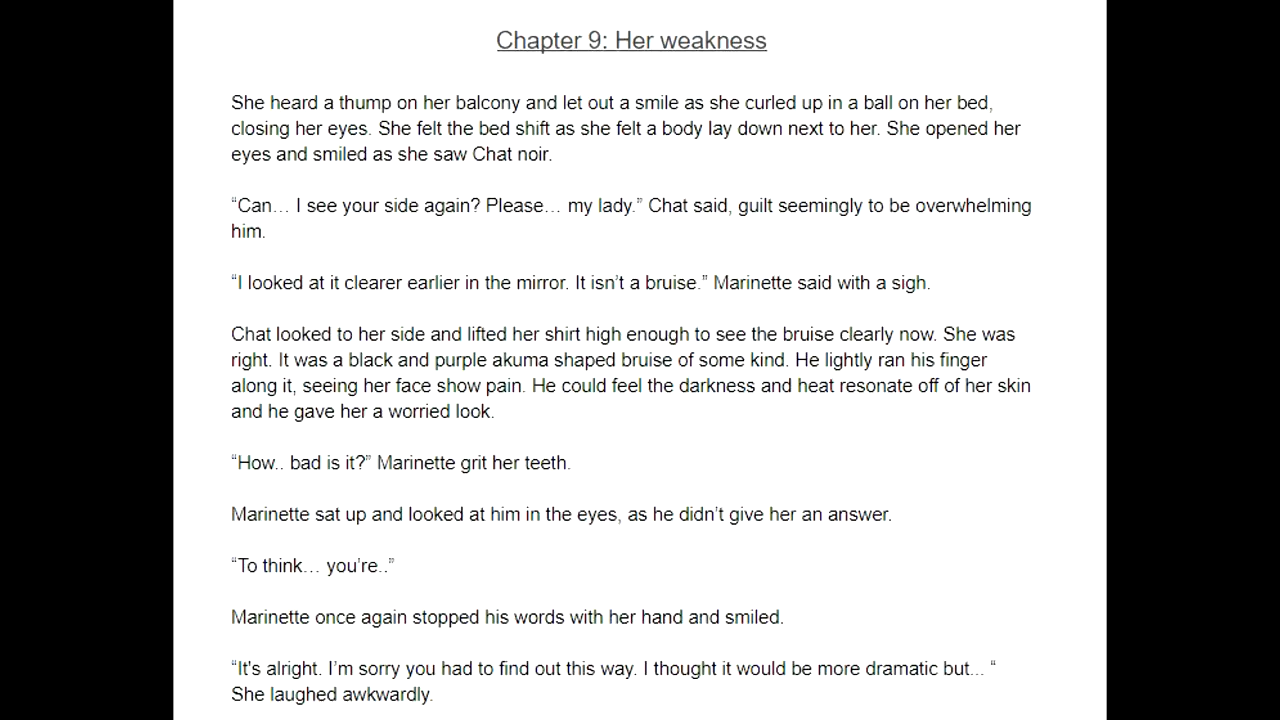 Chapter 9: Her weakness
She heard a thump on her balcony and let out a smile as she curled up in a ball on her bed,
closing her eyes. She felt the bed shift as she felt a body lay down next to her. She opened her
eyes and smiled as she saw Chat noir.
“Can… I see your side again? Please… my lady.” Chat said, guilt seemingly to be overwhelming
him.
“I looked at it clearer earlier in the mirror. It isn’t a bruise.” Marinette said with a sigh.
Chat looked to her side and lifted her shirt high enough to see the bruise clearly now. She was
right. It was a black and purple akuma shaped bruise of some kind. He lightly ran his finger
along it, seeing her face show pain. He could feel the darkness and heat resonate off of her skin
and he gave her a worried look.
“How.. bad is it?” Marinette grit her teeth.
Marinette sat up and looked at him in the eyes, as he didn’t give her an answer.
“To think… you’re..”
Marinette once again stopped his words with her hand and smiled.
“It's alright. I’m sorry you had to find out this way. I thought it would be more dramatic but... “
She laughed awkwardly.